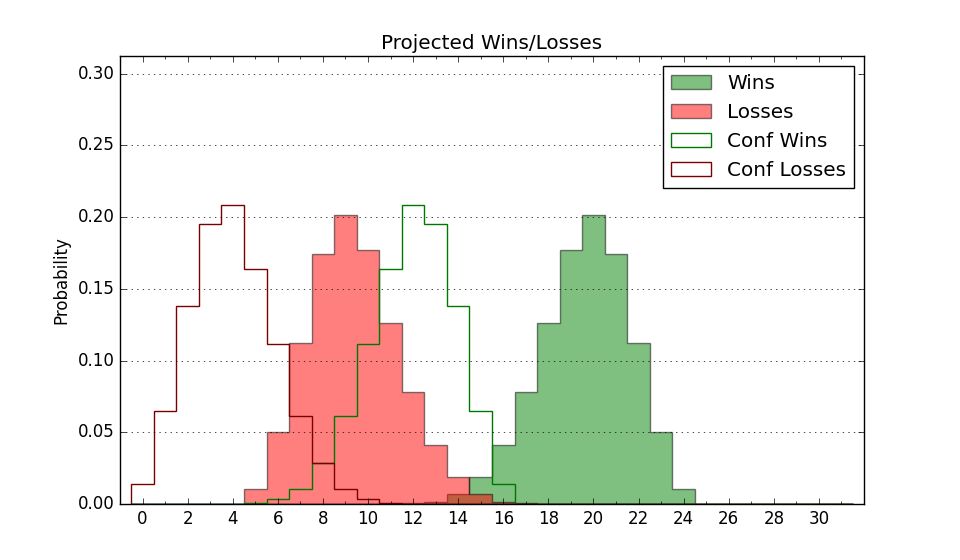 Projected Wins/Losses
Wins
Losses
Conf Wins
Conf Losses
Probability
0.30
0.25
0.20
0.15
0.10
0.05
0.00
0 2 4 6 8 10 12 14 16 18 20 22 24 26 28 30